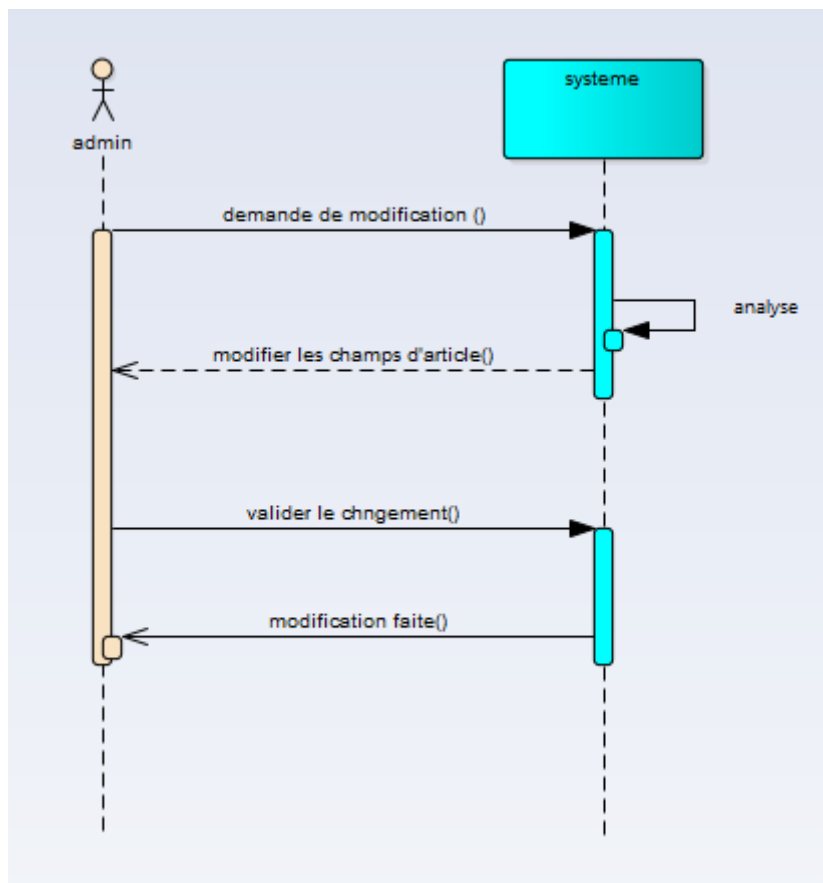 systeme
admin
demande de modification ()
analyse
modifier les champs d'article()
valider le chngement()
modification faite()